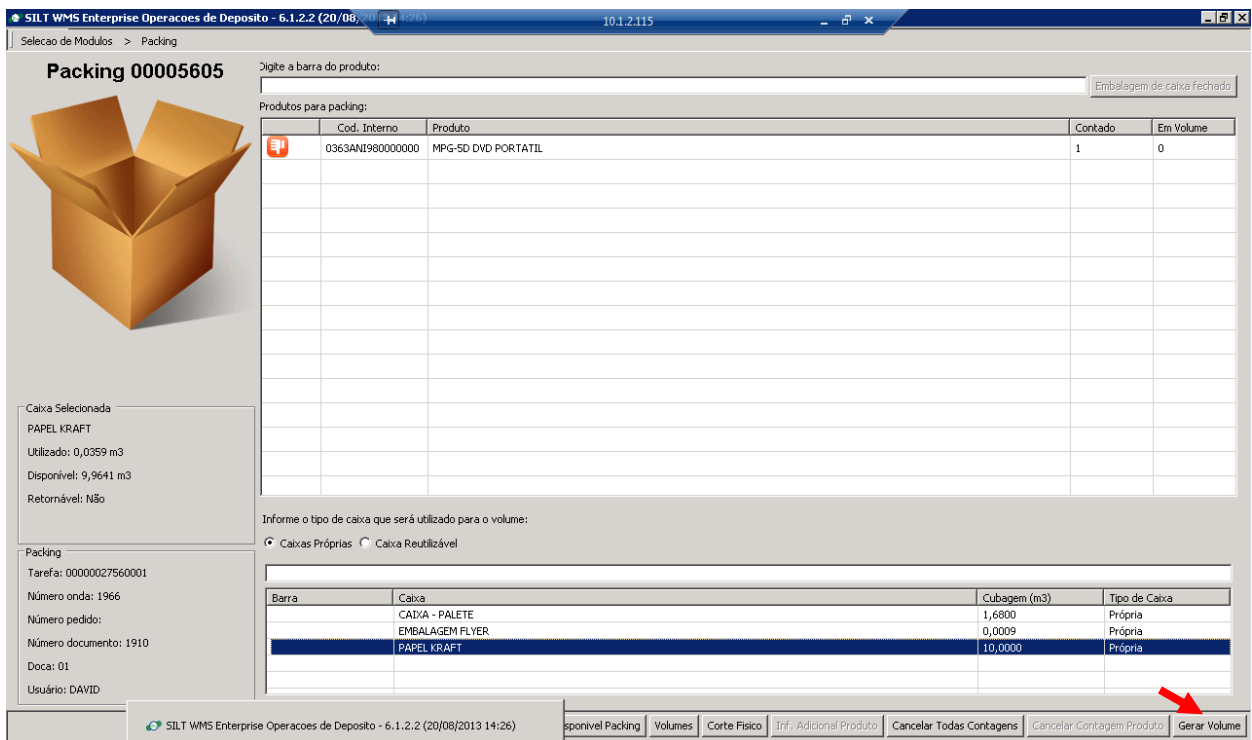 SILT WMS Enterprise Operacoes de Deposito - 6.1.2.2 (20/08/2013 14:26)
10.1.2.115
Selecao de Modulos > Packing
Packing 00005605
Digite a barra do produto:
Embalagem de caixa fechado
Produtos para packing:
Cod. Interno Produto Contado Em Volume
0363ANI980000000 MPG-5D DVD PORTATIL 1 0
Caixa Selecionada
PAPEL KRAFT
Utilizado: 0,0359 m3
Disponível: 9,9641 m3
Retornável: Não
Informe o tipo de caixa que será utilizado para o volume:
Caixas Próprias Caixa Reutilizável
Packing
Tarefa: 00000027560001
Número onda: 1966
Número pedido:
Número documento: 1910
Doca: 01
Usuário: DAVID
Barra Caixa Cubagem (m3) Tipo de Caixa
CAIXA - PALETE 1,6800 Própria
EMBALAGEM FLYER 0,0009 Própria
PAPEL KRAFT 10,0000 Própria
SILT WMS Enterprise Operacoes de Deposito - 6.1.2.2 (20/08/2013 14:26)
sponivel Packing Volumes Corte Fisico Inf. Adicional Produto Cancelar Todas Contagens Cancelar Contagem Produto Gerar Volume